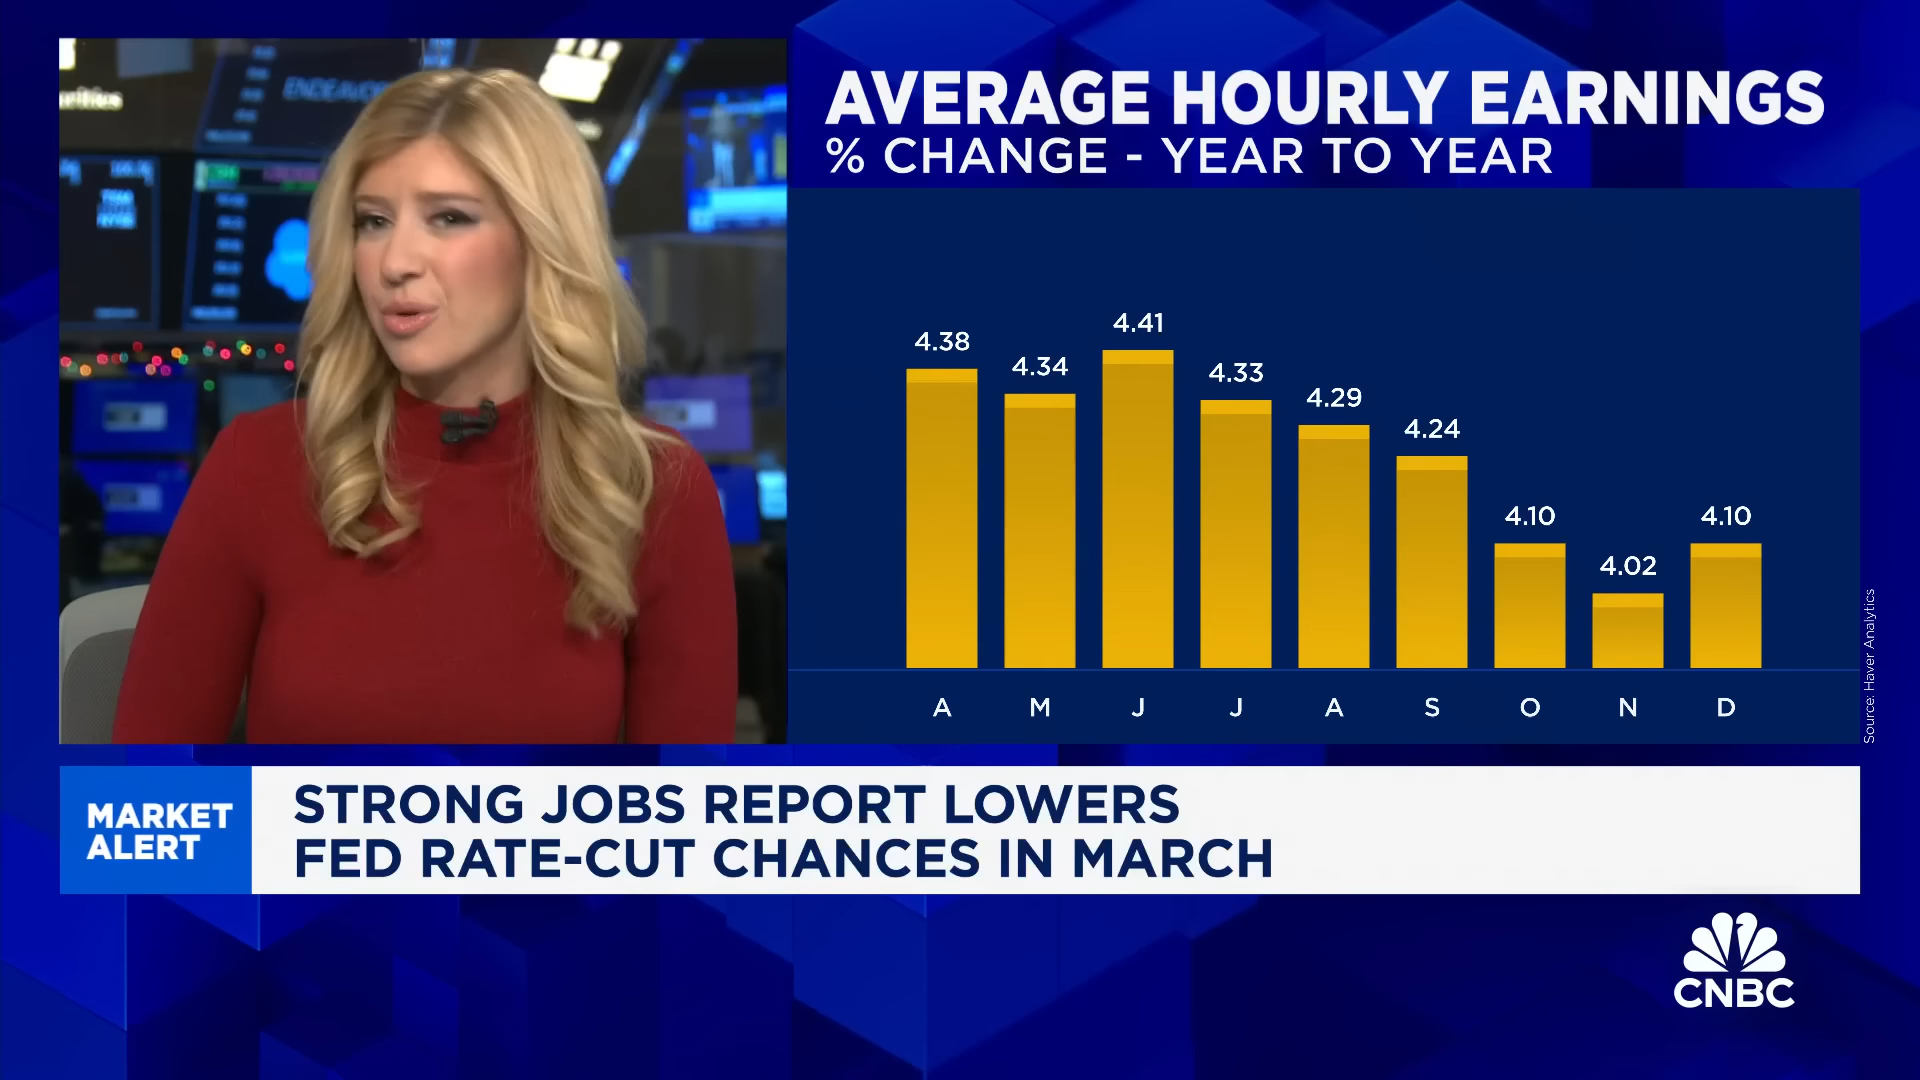 ENDEAVOR
AVERAGE HOURLY EARNINGS
% CHANGE - YEAR TO YEAR
4.38
4.34
4.41
4.33
4.29
4.24
4.10
4.02
4.10
A M J J A S O N D
Source: Haver Analytics
MARKET
ALERT
STRONG JOBS REPORT LOWERS
FED RATE-CUT CHANCES IN MARCH
CNBC